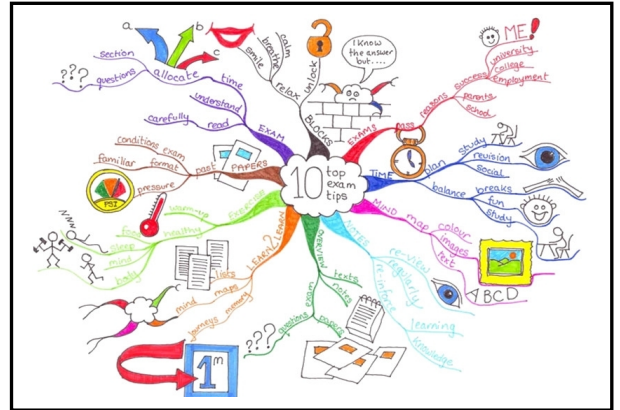 10 top
exam
tips
EXAMS
pass
reasons
success
ME!
university
college
employment
parents
school
TIME
plan
study
revision
social
balance
breaks
fun
study
MIND
map
colour
images
text
ABCD
NOTES
re-view
regularly
re-inforce
learning
knowledge
OVERVIEW
exam
texts
notes
papers
questions
???
LEARN 2 LEARN
lists
maps
mind
memory
journeys
1m
EXERCISE
warm-up
healthy
food
sleep
mind
body
PAPERS
past
exam
conditions
format
familiar
pressure
PSI
EXAM
read
carefully
understand
time
allocate
section
questions
???
a
b
c
BLOCKS
relax
smile
breathe
calm
unlock
I know
the answer
but....